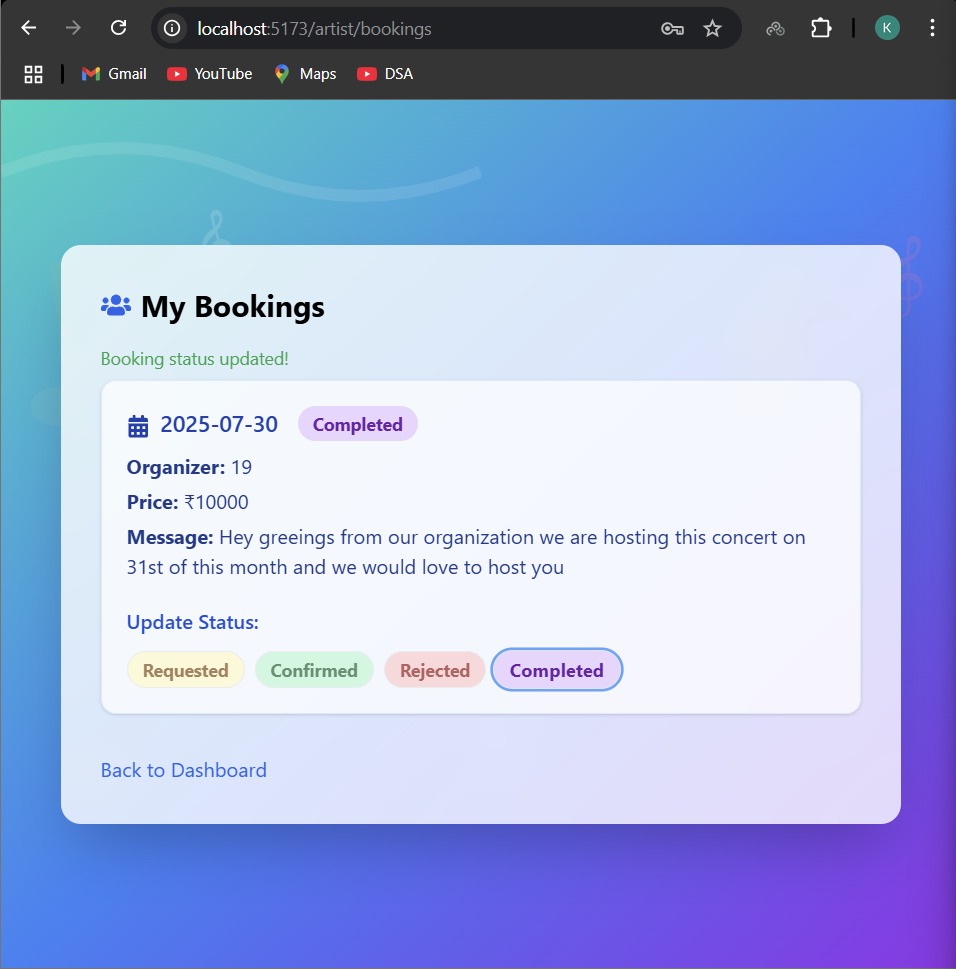 localhost:5173/artist/bookings
K
Gmail YouTube Maps DSA
My Bookings
Booking status updated!
2025-07-30 Completed
Organizer: 19
Price: ₹10000
Message: Hey greeings from our organization we are hosting this concert on
31st of this month and we would love to host you
Update Status:
Requested Confirmed Rejected Completed
Back to Dashboard